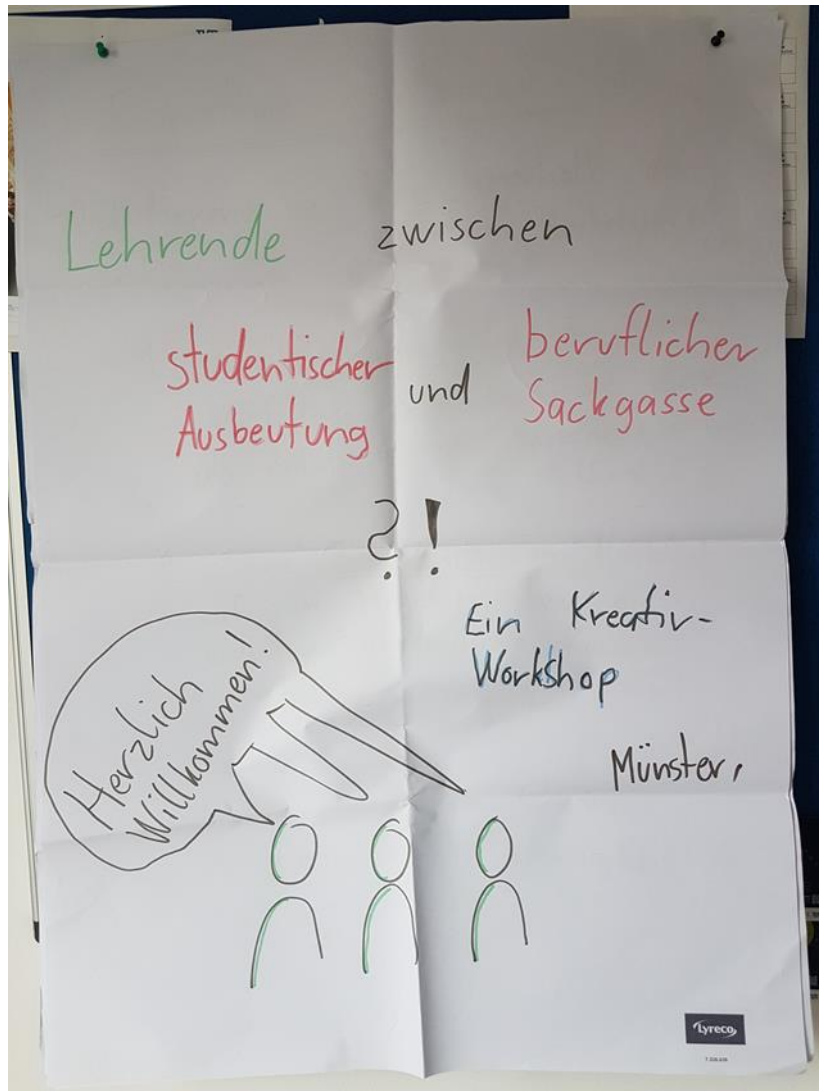 Lehrende zwischen
studentischer
Ausbeutung
und
beruflicher
Sackgasse
?!
Ein Kreativ-
Workshop
Münster,
Herzlich
Willkommen!
Lyreco